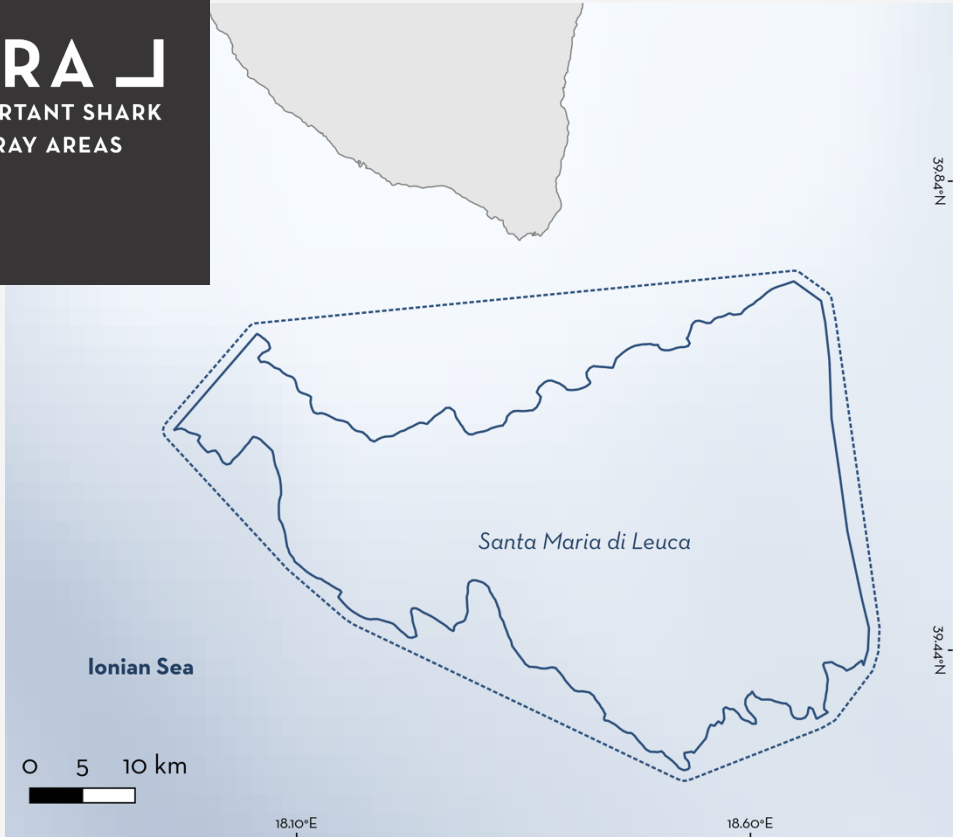 RA
RTANT SHARK
RAY AREAS
39.84°N
Santa Maria di Leuca
39.44°N
Ionian Sea
0 5 10 km
18.10°E 18.60°E